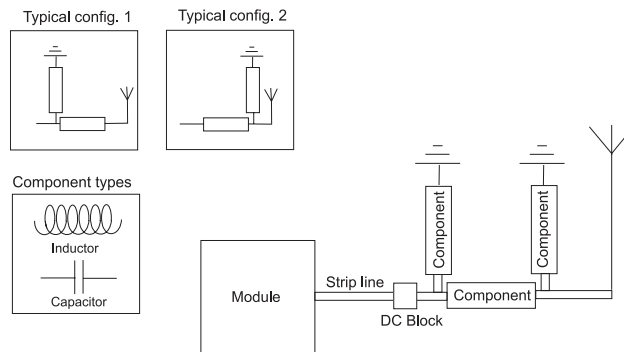 Typical config. 1
Typical config. 2
Component types
Inductor
Capacitor
Module
Strip line
DC Block
Component
Component
Component